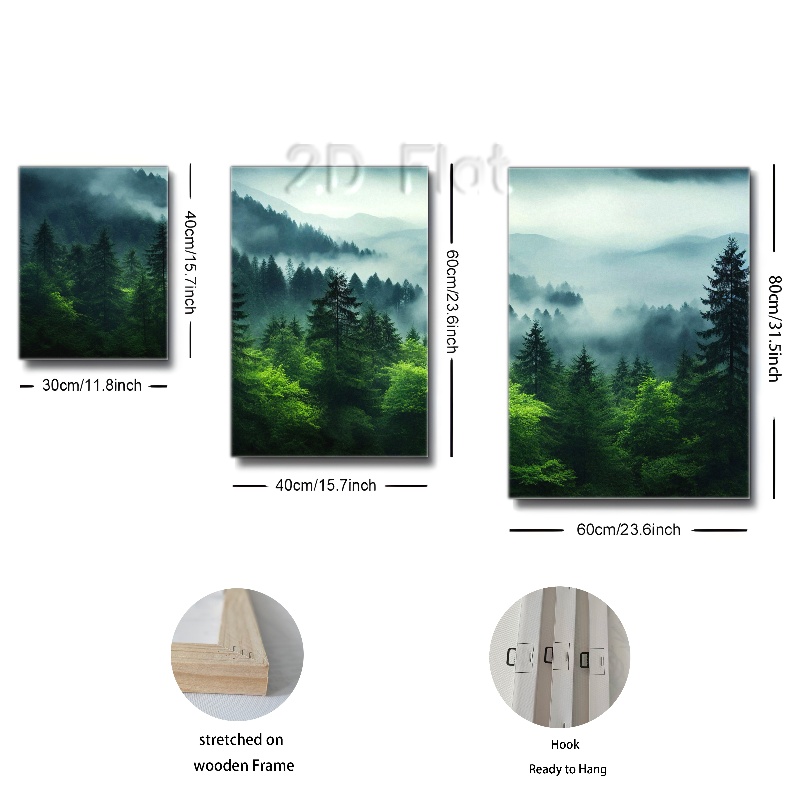 2D Flat
40cm/15.7inch
30cm/11.8inch
60cm/23.6inch
40cm/15.7inch
80cm/31.5inch
60cm/23.6inch
stretched on
wooden Frame
Hook
Ready to Hang